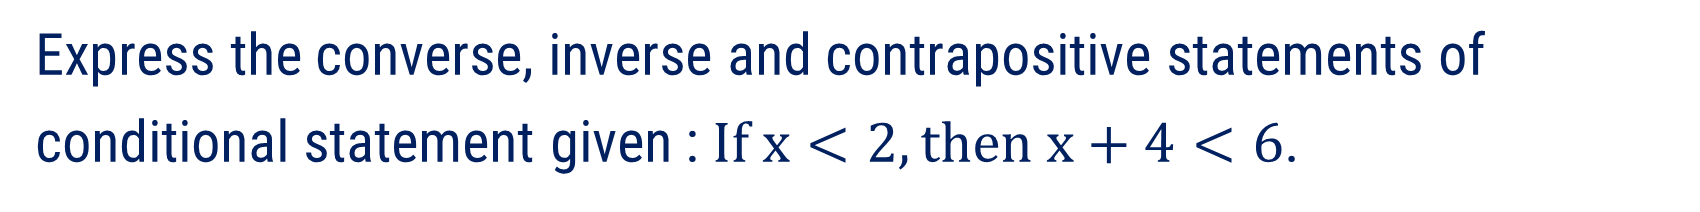 Express the converse, inverse and contrapositive statements of
conditional statement given : If x < 2, then x + 4 < 6.